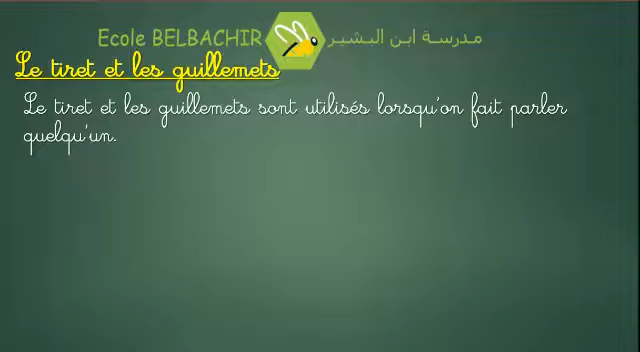 Ecole BELBACHIR مدرسة ابن البشير
Le tiret et les guillemets
Le tiret et les guillemets sont utilisés lorsqu'on fait parler
quelqu'un.